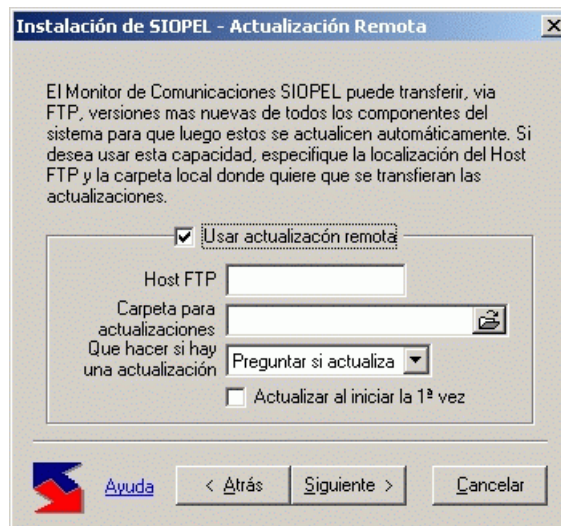 Instalación de SIOPEL - Actualización Remota
El Monitor de Comunicaciones SIOPEL puede transferir, via
FTP, versiones mas nuevas de todos los componentes del
sistema para que luego estos se actualicen automáticamente. Si
desea usar esta capacidad, especifique la localización del Host
FTP y la carpeta local donde quiere que se transfieran las
actualizaciones.
Usar actualizacón remota
Host FTP
Carpeta para
actualizaciones
Que hacer si hay
una actualización
Preguntar si actualiza
Actualizar al iniciar la 1ª vez
Ayuda
< Atrás
Siguiente >
Cancelar